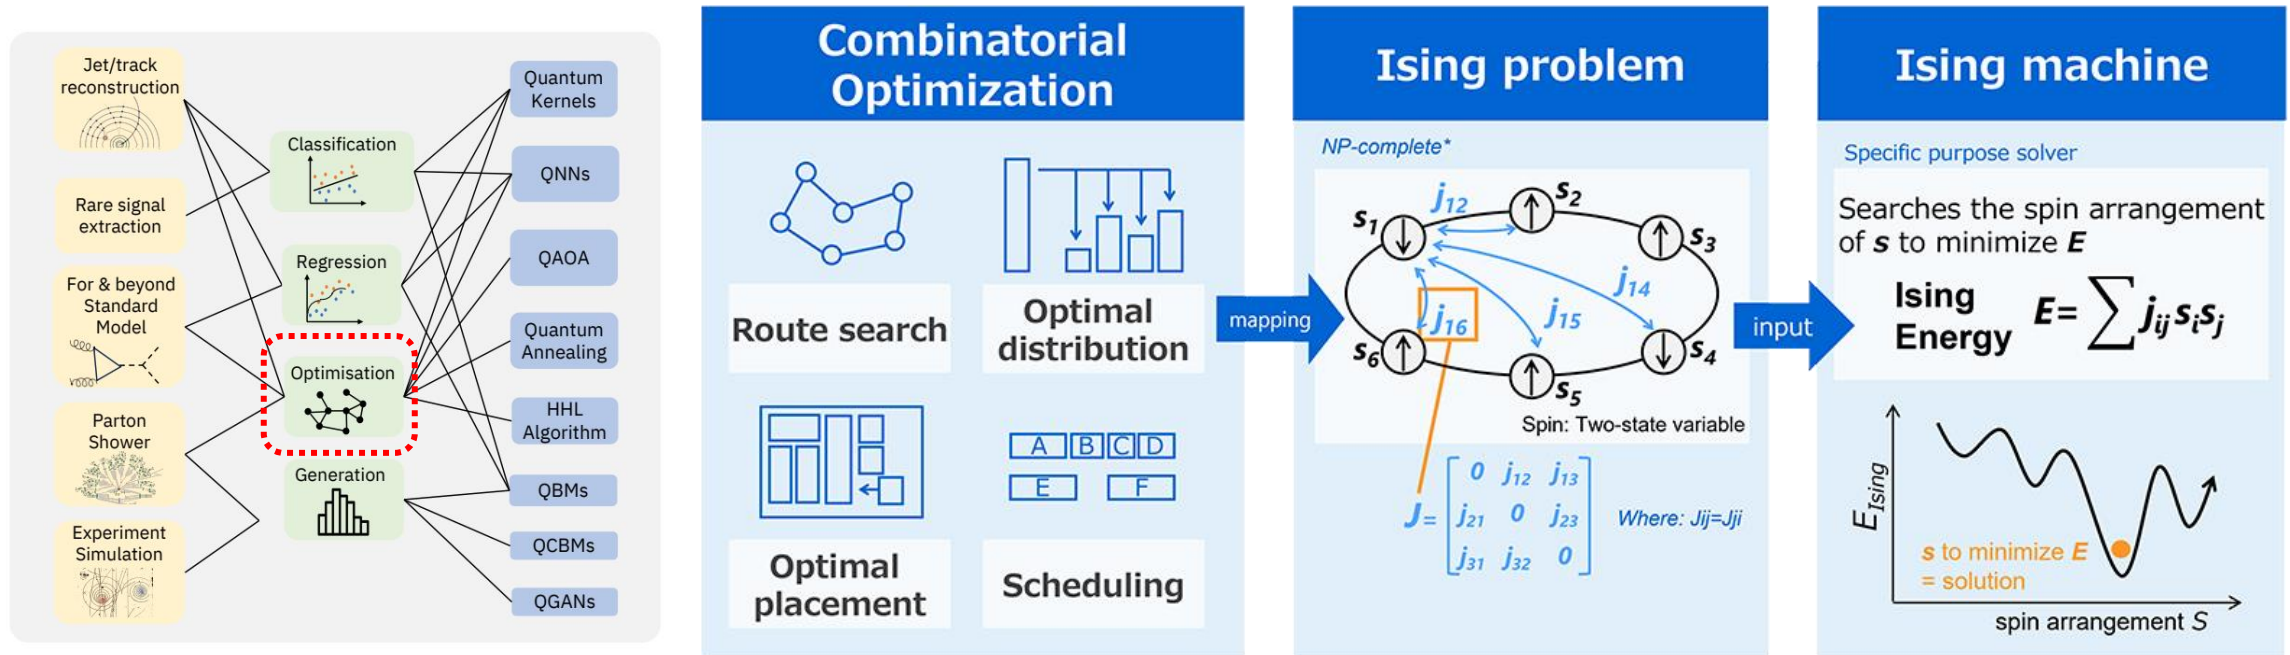 Jet/track
reconstruction
Rare signal
extraction
For & beyond
Standard
Model
Parton
Shower
Experiment
Simulation
Classification
Regression
Optimisation
Generation
Quantum
Kernels
QNNs
QAOA
Quantum
Annealing
HHL
Algorithm
QBMs
QCBMs
QGANs
Combinatorial
Optimization
Route search
Optimal
distribution
A B C D
E F
Optimal
placement
Scheduling
mapping
Ising problem
NP-complete*
s1 j12 s2
s3
j14
j16 j15
s6 s4
s5
Spin: Two-state variable
J= [ 0 j12 j13
j21 0 j23
j31 j32 0 ]
Where: Jij=Jji
input
Ising machine
Specific purpose solver
Searches the spin arrangement
of s to minimize E
Ising
Energy
E= ∑ jij si sj
EIsing
s to minimize E
= solution
spin arrangement S